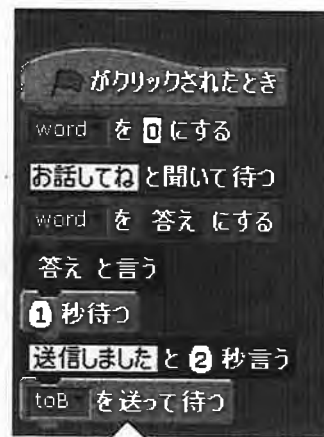 がクリックされたとき
word を 0 にする
お話してね と聞いて待つ
word を 答え にする
答え と言う
1 秒待つ
送信しました と 2 秒言う
toB を送って待つ